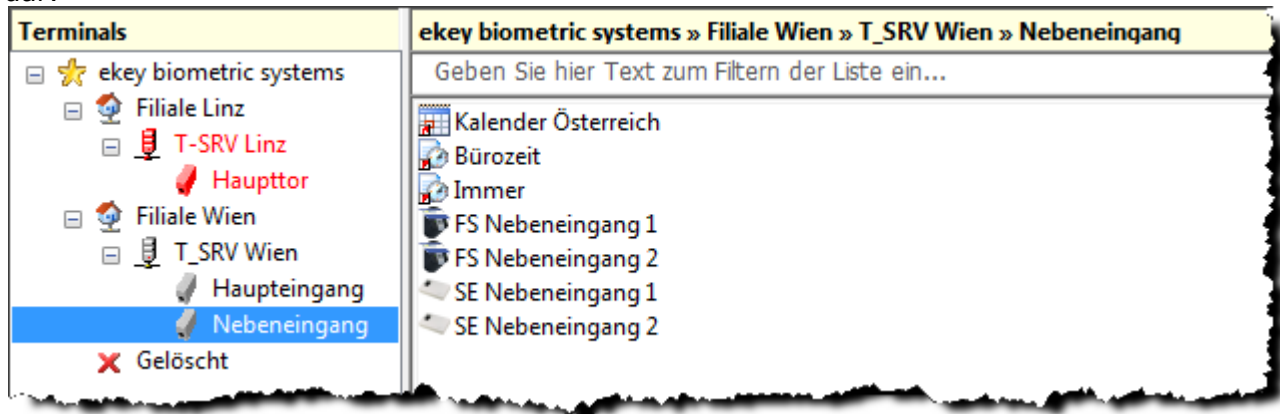 Terminals
ekey biometric systems
Filiale Linz
T-SRV Linz
Haupttor
Filiale Wien
T_SRV Wien
Haupteingang
Nebeneingang
Gelöscht
ekey biometric systems » Filiale Wien » T_SRV Wien » Nebeneingang
Geben Sie hier Text zum Filtern der Liste ein...
Kalender Österreich
Bürozeit
Immer
FS Nebeneingang 1
FS Nebeneingang 2
SE Nebeneingang 1
SE Nebeneingang 2